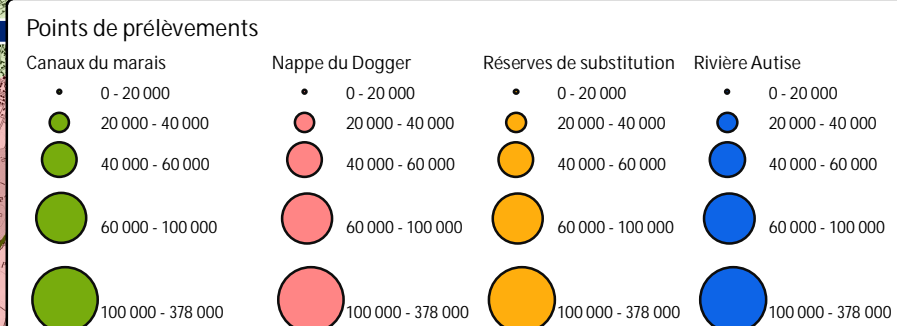 Points de prélèvements
Canaux du marais
0 - 20 000
20 000 - 40 000
40 000 - 60 000
60 000 - 100 000
100 000 - 378 000
Nappe du Dogger
0 - 20 000
20 000 - 40 000
40 000 - 60 000
60 000 - 100 000
100 000 - 378 000
Réserves de substitution
0 - 20 000
20 000 - 40 000
40 000 - 60 000
60 000 - 100 000
100 000 - 378 000
Rivière Autise
0 - 20 000
20 000 - 40 000
40 000 - 60 000
60 000 - 100 000
100 000 - 378 000